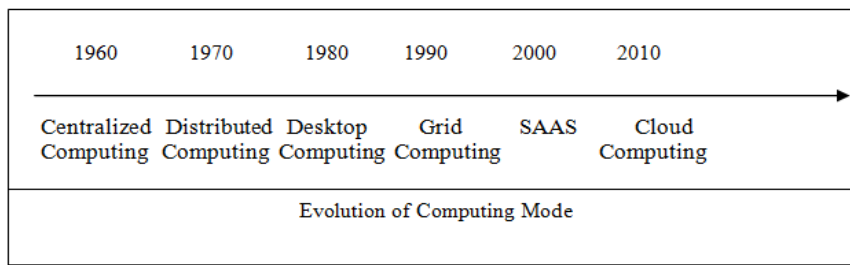 1960 1970 1980 1990 2000 2010
Centralized Distributed Desktop Grid SAAS Cloud
Computing Computing Computing Computing Computing
Evolution of Computing Mode